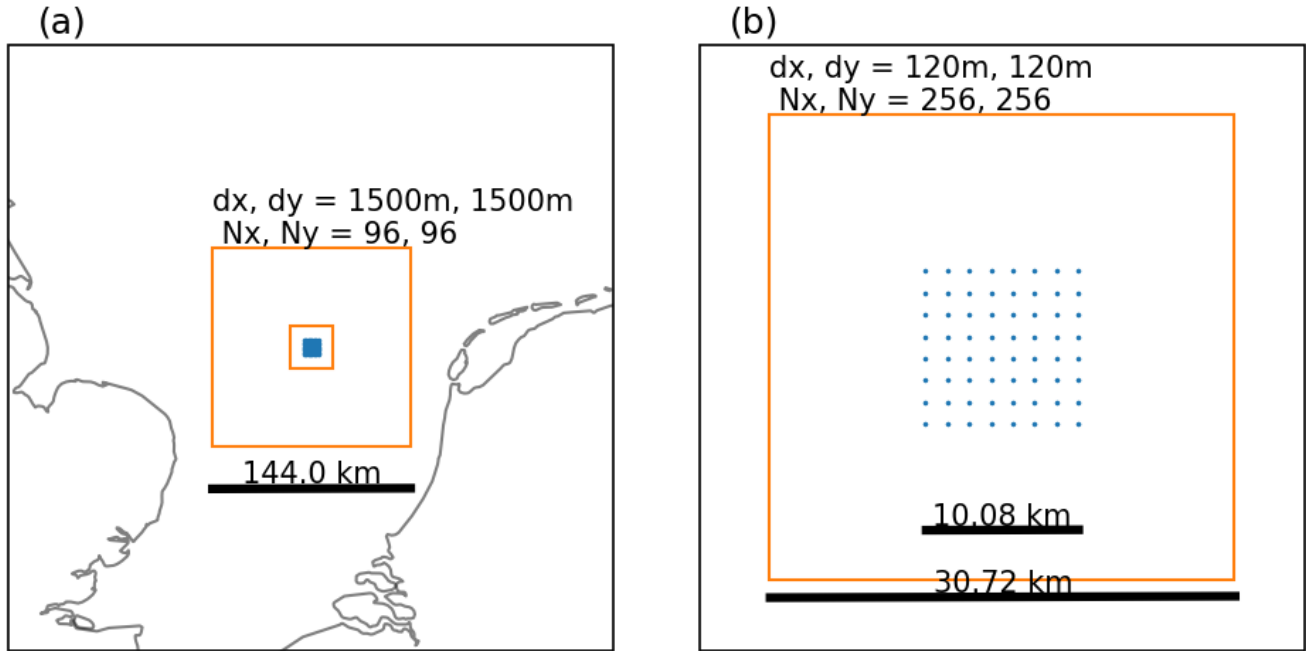 (a)
dx, dy = 1500m, 1500m
Nx, Ny = 96, 96
144.0 km
(b)
dx, dy = 120m, 120m
Nx, Ny = 256, 256
10.08 km
30.72 km